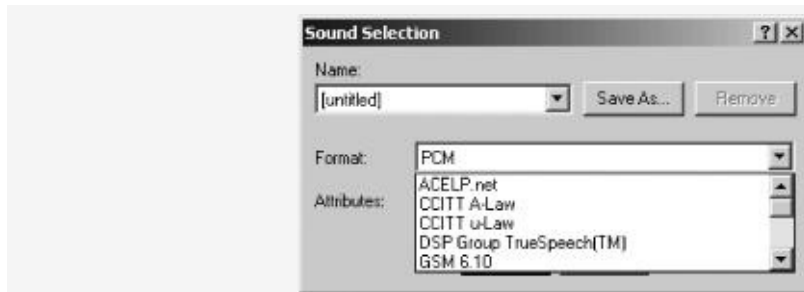 Sound Selection
Name:
[untitled]
Save As...
Remove
Format:
PCM
Attributes:
ACELP.net
CCITT A-Law
CCITT u-Law
DSP Group TrueSpeech(TM)
GSM 6.10